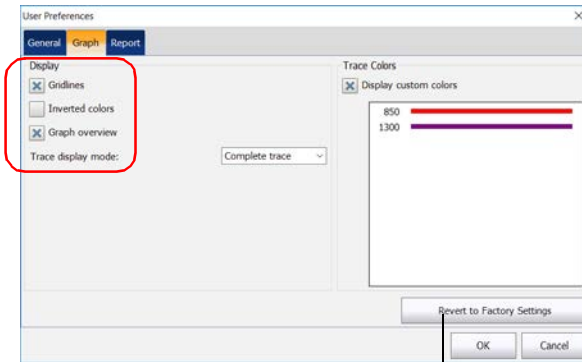 User Preferences
General Graph Report
Display
Gridlines
Inverted colors
Graph overview
Trace display mode: Complete trace
Trace Colors
Display custom colors
850
1300
Revert to Factory Settings
OK Cancel